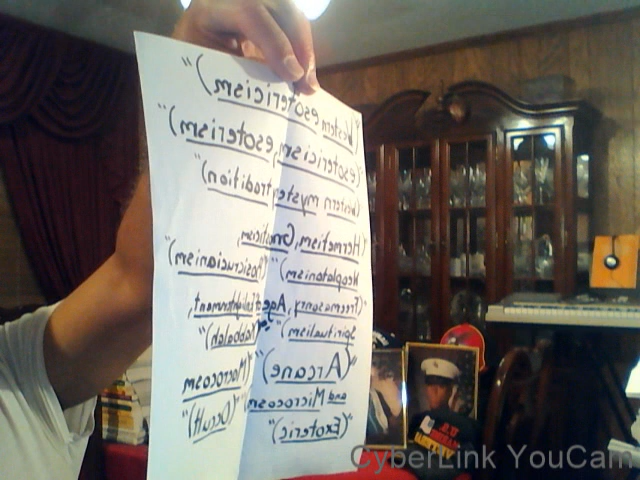 "(Western esotericism)"
"(esotericism, esoterism)"
(Western mystery tradition)"
"(Hermetism, Gnosticism,
Neoplatonism)" "(Rosicrucianism)
"(Freemasonry, Age of Enlightenment,
Spiritualism)" "(Kabbalah)"
"(Arcane)" "(Macrocosm
and Microcosm
"(Exoteric)" "(Occult)"
CyberLink YouCam